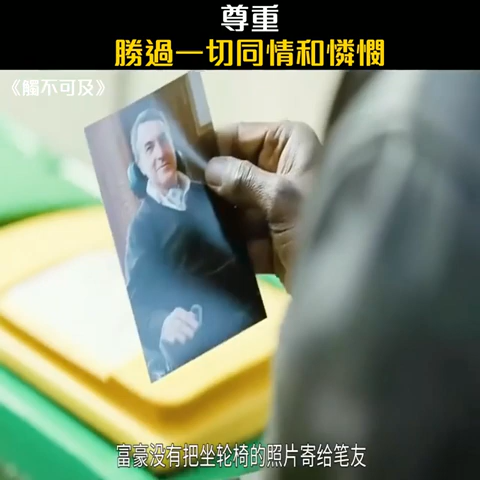 尊重
勝過一切同情和憐憫
《觸不可及》
富豪没有把坐轮椅的照片寄给笔友